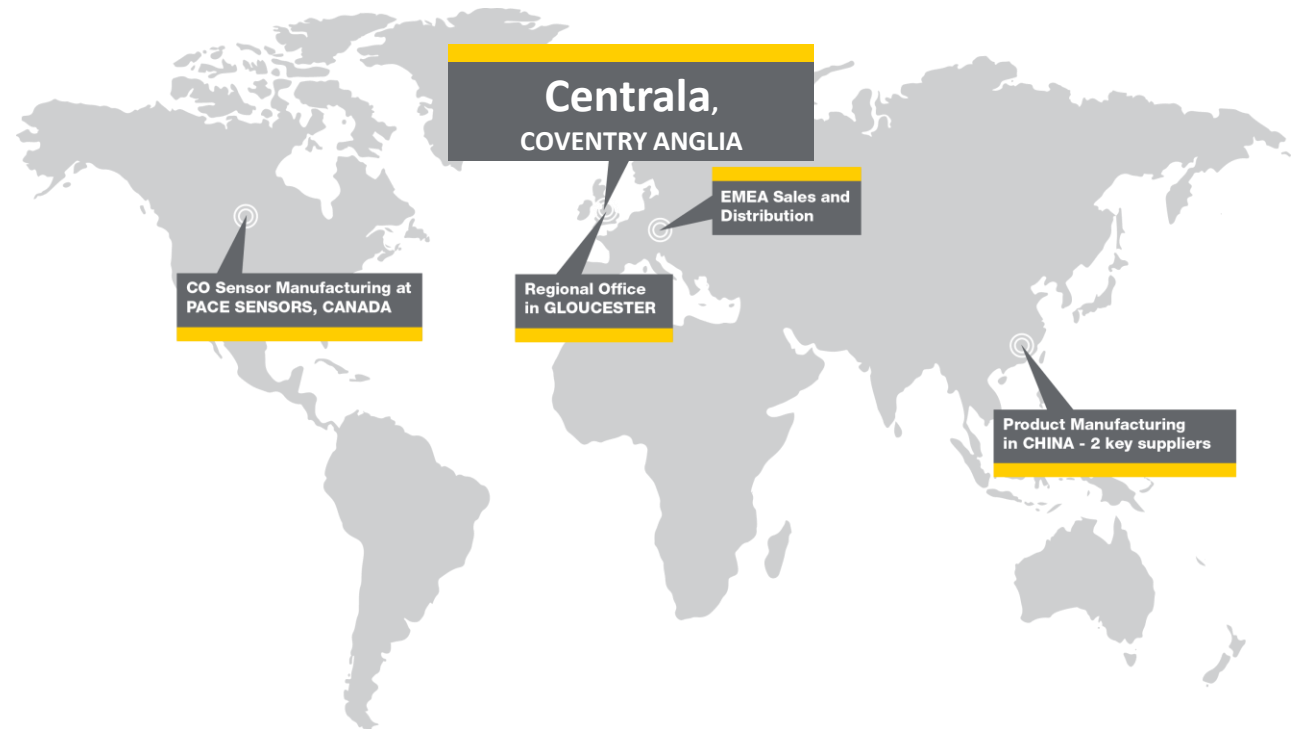 Centrala,
COVENTRY ANGLIA
EMEA Sales and
Distribution
CO Sensor Manufacturing at
PACE SENSORS, CANADA
Regional Office
in GLOUCESTER
Product Manufacturing
in CHINA - 2 key suppliers